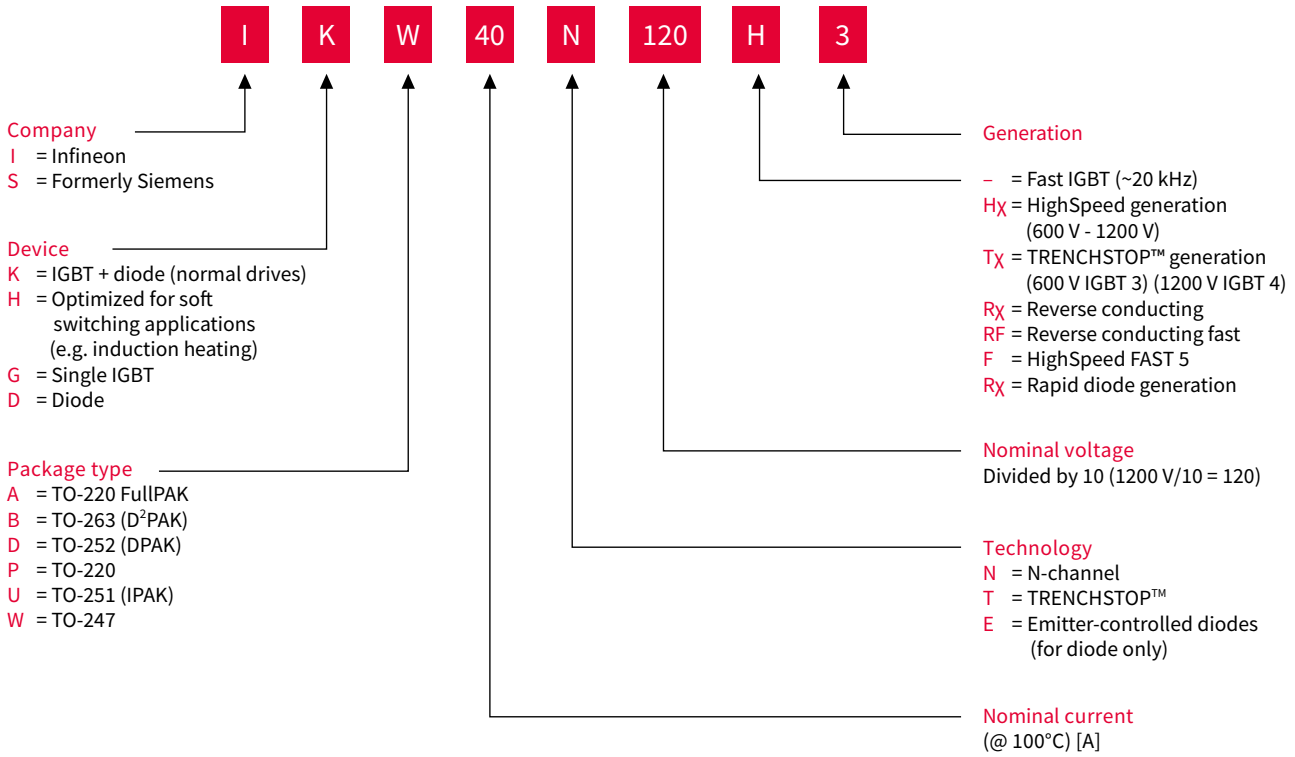 I K W 40 N 120 H 3
Company
I = Infineon
S = Formerly Siemens
Device
K = IGBT + diode (normal drives)
H = Optimized for soft
switching applications
(e.g. induction heating)
G = Single IGBT
D = Diode
Package type
A = TO-220 FullPAK
B = TO-263 (D²PAK)
D = TO-252 (DPAK)
P = TO-220
U = TO-251 (IPAK)
W = TO-247
Generation
– = Fast IGBT (~20 kHz)
Hχ = HighSpeed generation
(600 V - 1200 V)
Tχ = TRENCHSTOP™ generation
(600 V IGBT 3) (1200 V IGBT 4)
Rχ = Reverse conducting
RF = Reverse conducting fast
F = HighSpeed FAST 5
Rχ = Rapid diode generation
Nominal voltage
Divided by 10 (1200 V/10 = 120)
Technology
N = N-channel
T = TRENCHSTOP™
E = Emitter-controlled diodes
(for diode only)
Nominal current
(@ 100°C) [A]